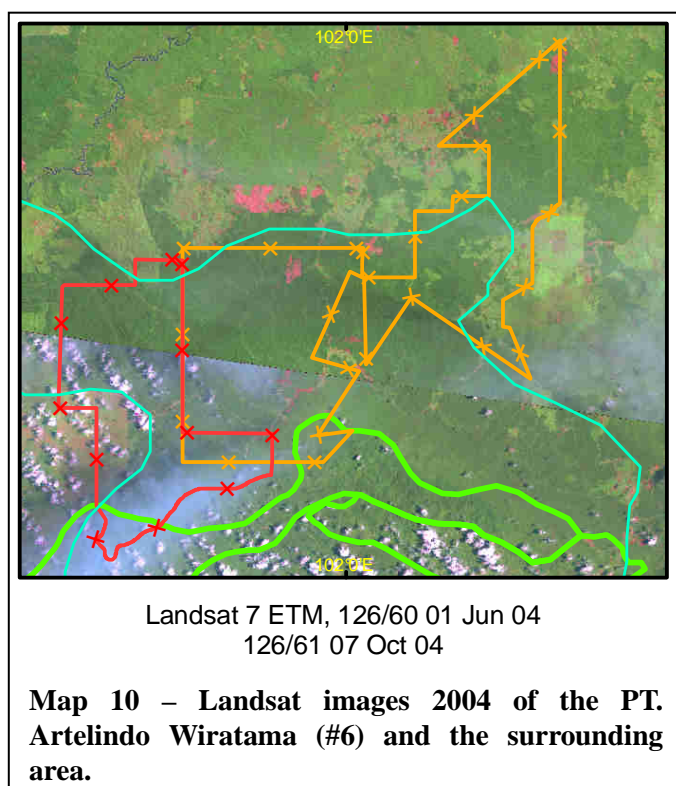 102°0'E
102°0'E
Landsat 7 ETM, 126/60 01 Jun 04
126/61 07 Oct 04
Map 10 – Landsat images 2004 of the PT.
Artelindo Wiratama (#6) and the surrounding
area.